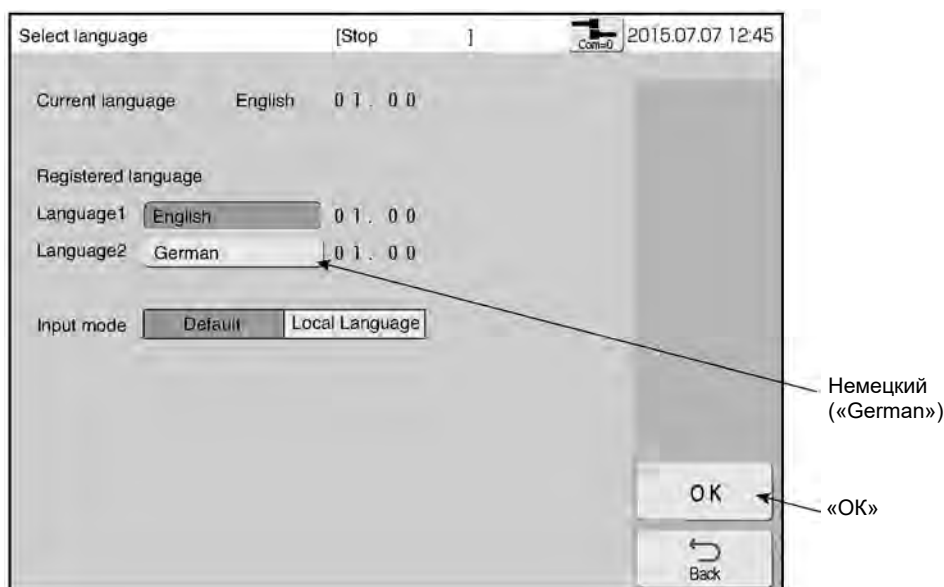 Select language [Stop ] Com=0 2015.07.07 12:45
Current language English 01.00
Registered language
Language1 English 01.00
Language2 German 01.00
Input mode Default Local Language
Немецкий
(«German»)
OK
«ОК»
Back